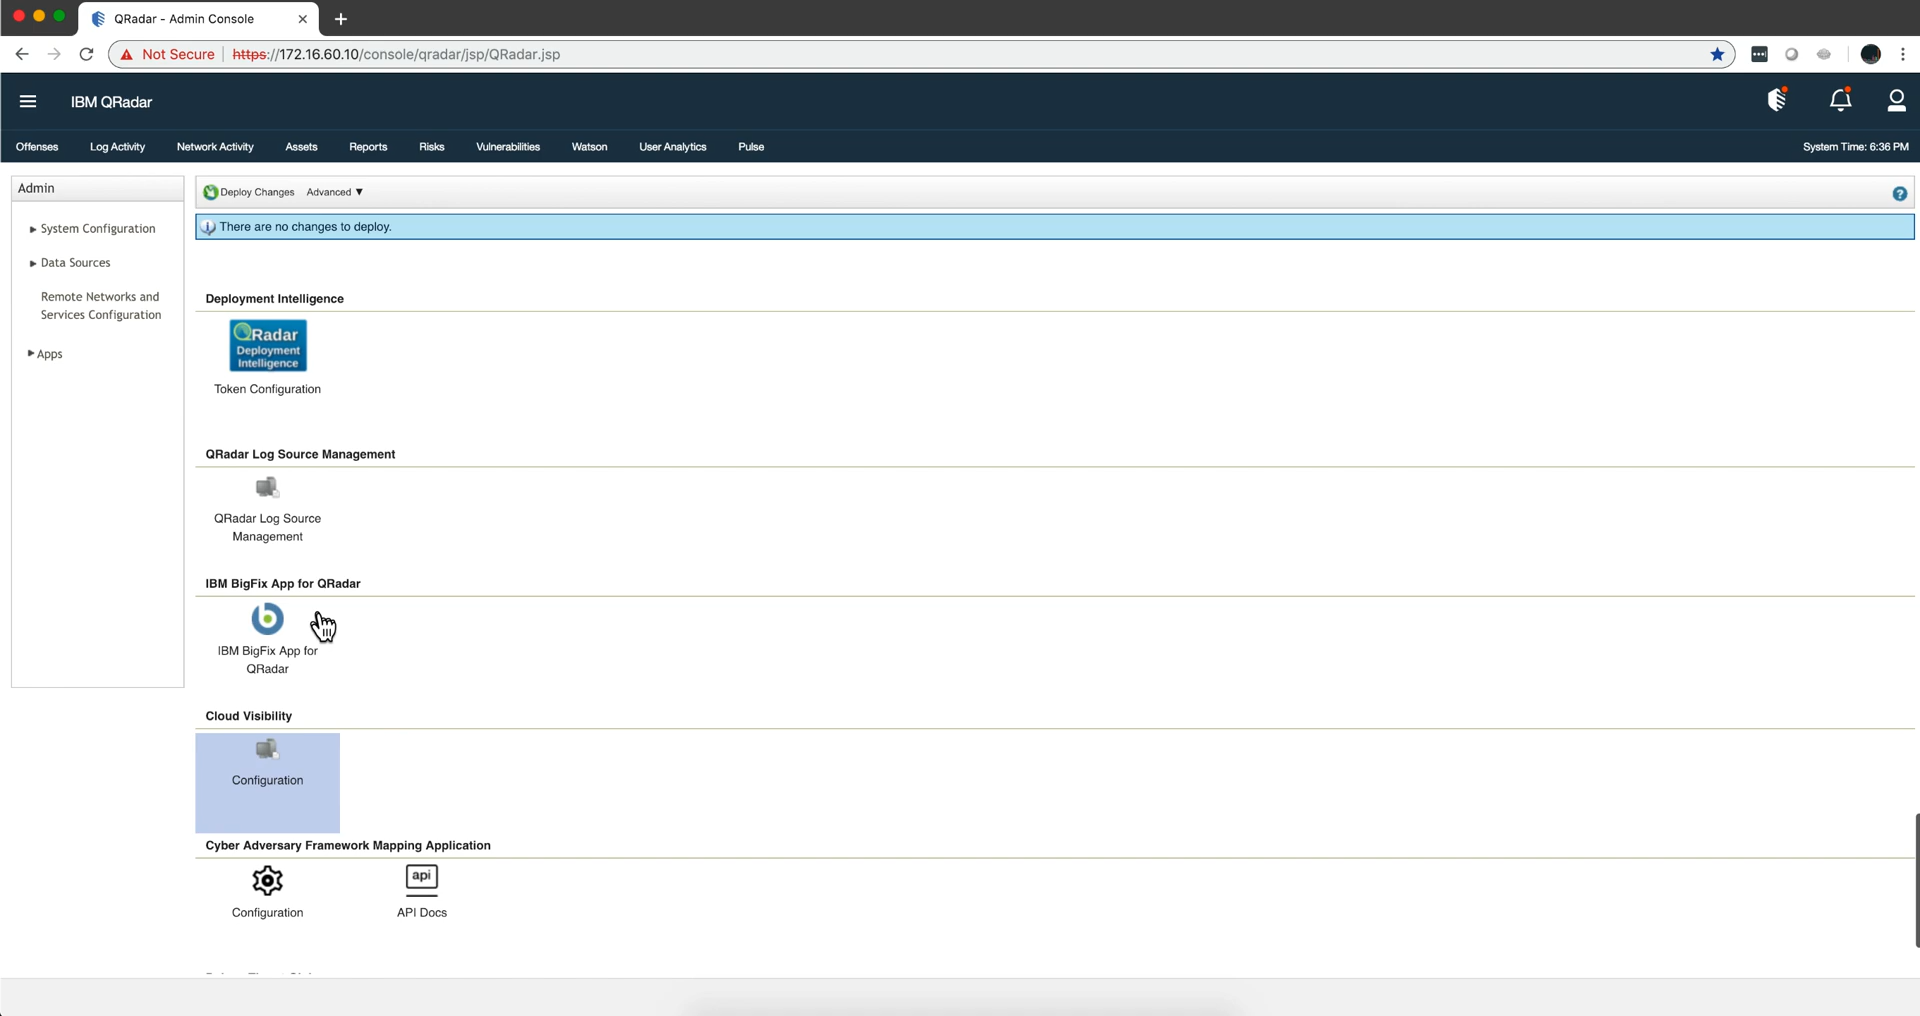 QRadar - Admin Console
Not Secure https://172.16.60.10/console/qradar/jsp/QRadar.jsp
IBM QRadar
Offenses Log Activity Network Activity Assets Reports Risks Vulnerabilities Watson User Analytics Pulse System Time: 6:36 PM
Admin
System Configuration
Data Sources
Remote Networks and
Services Configuration
Apps
Deploy Changes Advanced ▼
There are no changes to deploy.
Deployment Intelligence
QRadar
Deployment
Intelligence
Token Configuration
QRadar Log Source Management
QRadar Log Source
Management
IBM BigFix App for QRadar
IBM BigFix App for
QRadar
Cloud Visibility
Configuration
Cyber Adversary Framework Mapping Application
api
Configuration API Docs